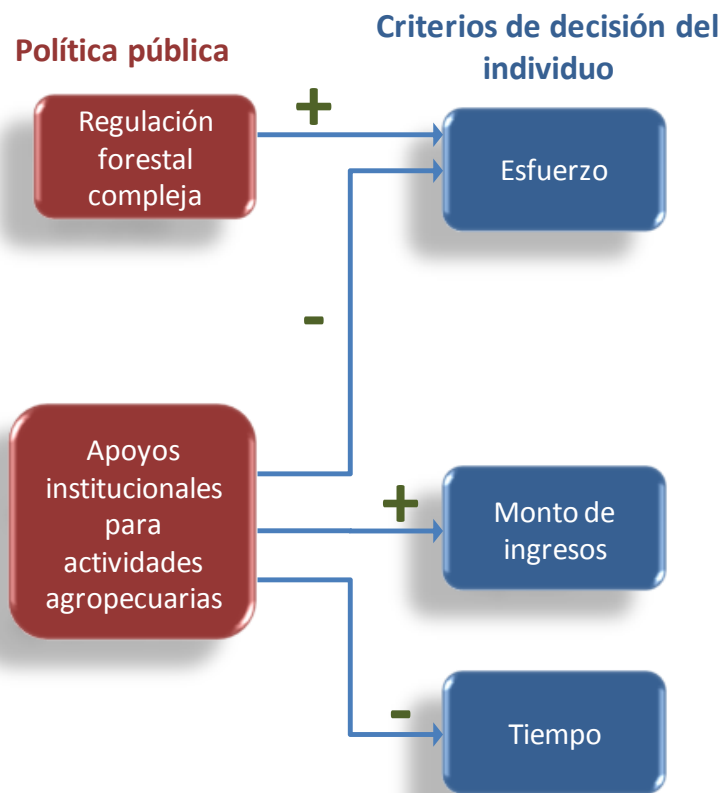 Política pública
Criterios de decisión del
individuo
Regulación
forestal
compleja
+
Esfuerzo
-
Apoyos
institucionales
para
actividades
agropecuarias
+
Monto de
ingresos
-
Tiempo